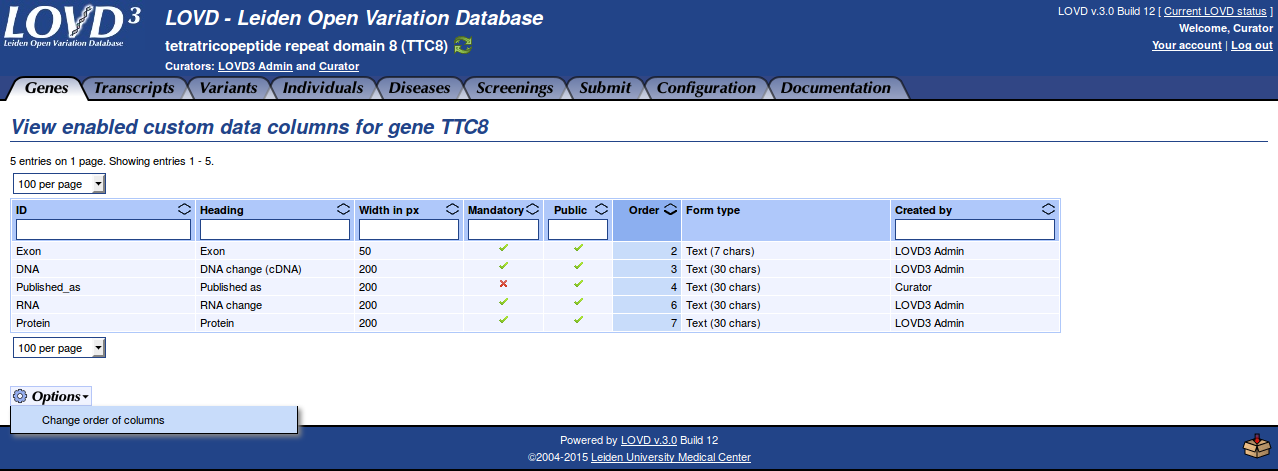 LOVD 3
Leiden Open Variation Database
LOVD - Leiden Open Variation Database
tetratricopeptide repeat domain 8 (TTC8)
Curators: LOVD3 Admin and Curator
LOVD v.3.0 Build 12 [ Current LOVD status ]
Welcome, Curator
Your account | Log out
Genes Transcripts Variants Individuals Diseases Screenings Submit Configuration Documentation
View enabled custom data columns for gene TTC8
5 entries on 1 page. Showing entries 1 - 5.
100 per page
ID Heading Width in px Mandatory Public Order Form type Created by
Exon Exon 50 2 Text (7 chars) LOVD3 Admin
DNA DNA change (cDNA) 200 3 Text (30 chars) LOVD3 Admin
Published_as Published as 200 4 Text (30 chars) Curator
RNA RNA change 200 6 Text (30 chars) LOVD3 Admin
Protein Protein 200 7 Text (30 chars) LOVD3 Admin
100 per page
Options
Change order of columns
Powered by LOVD v.3.0 Build 12
©2004-2015 Leiden University Medical Center